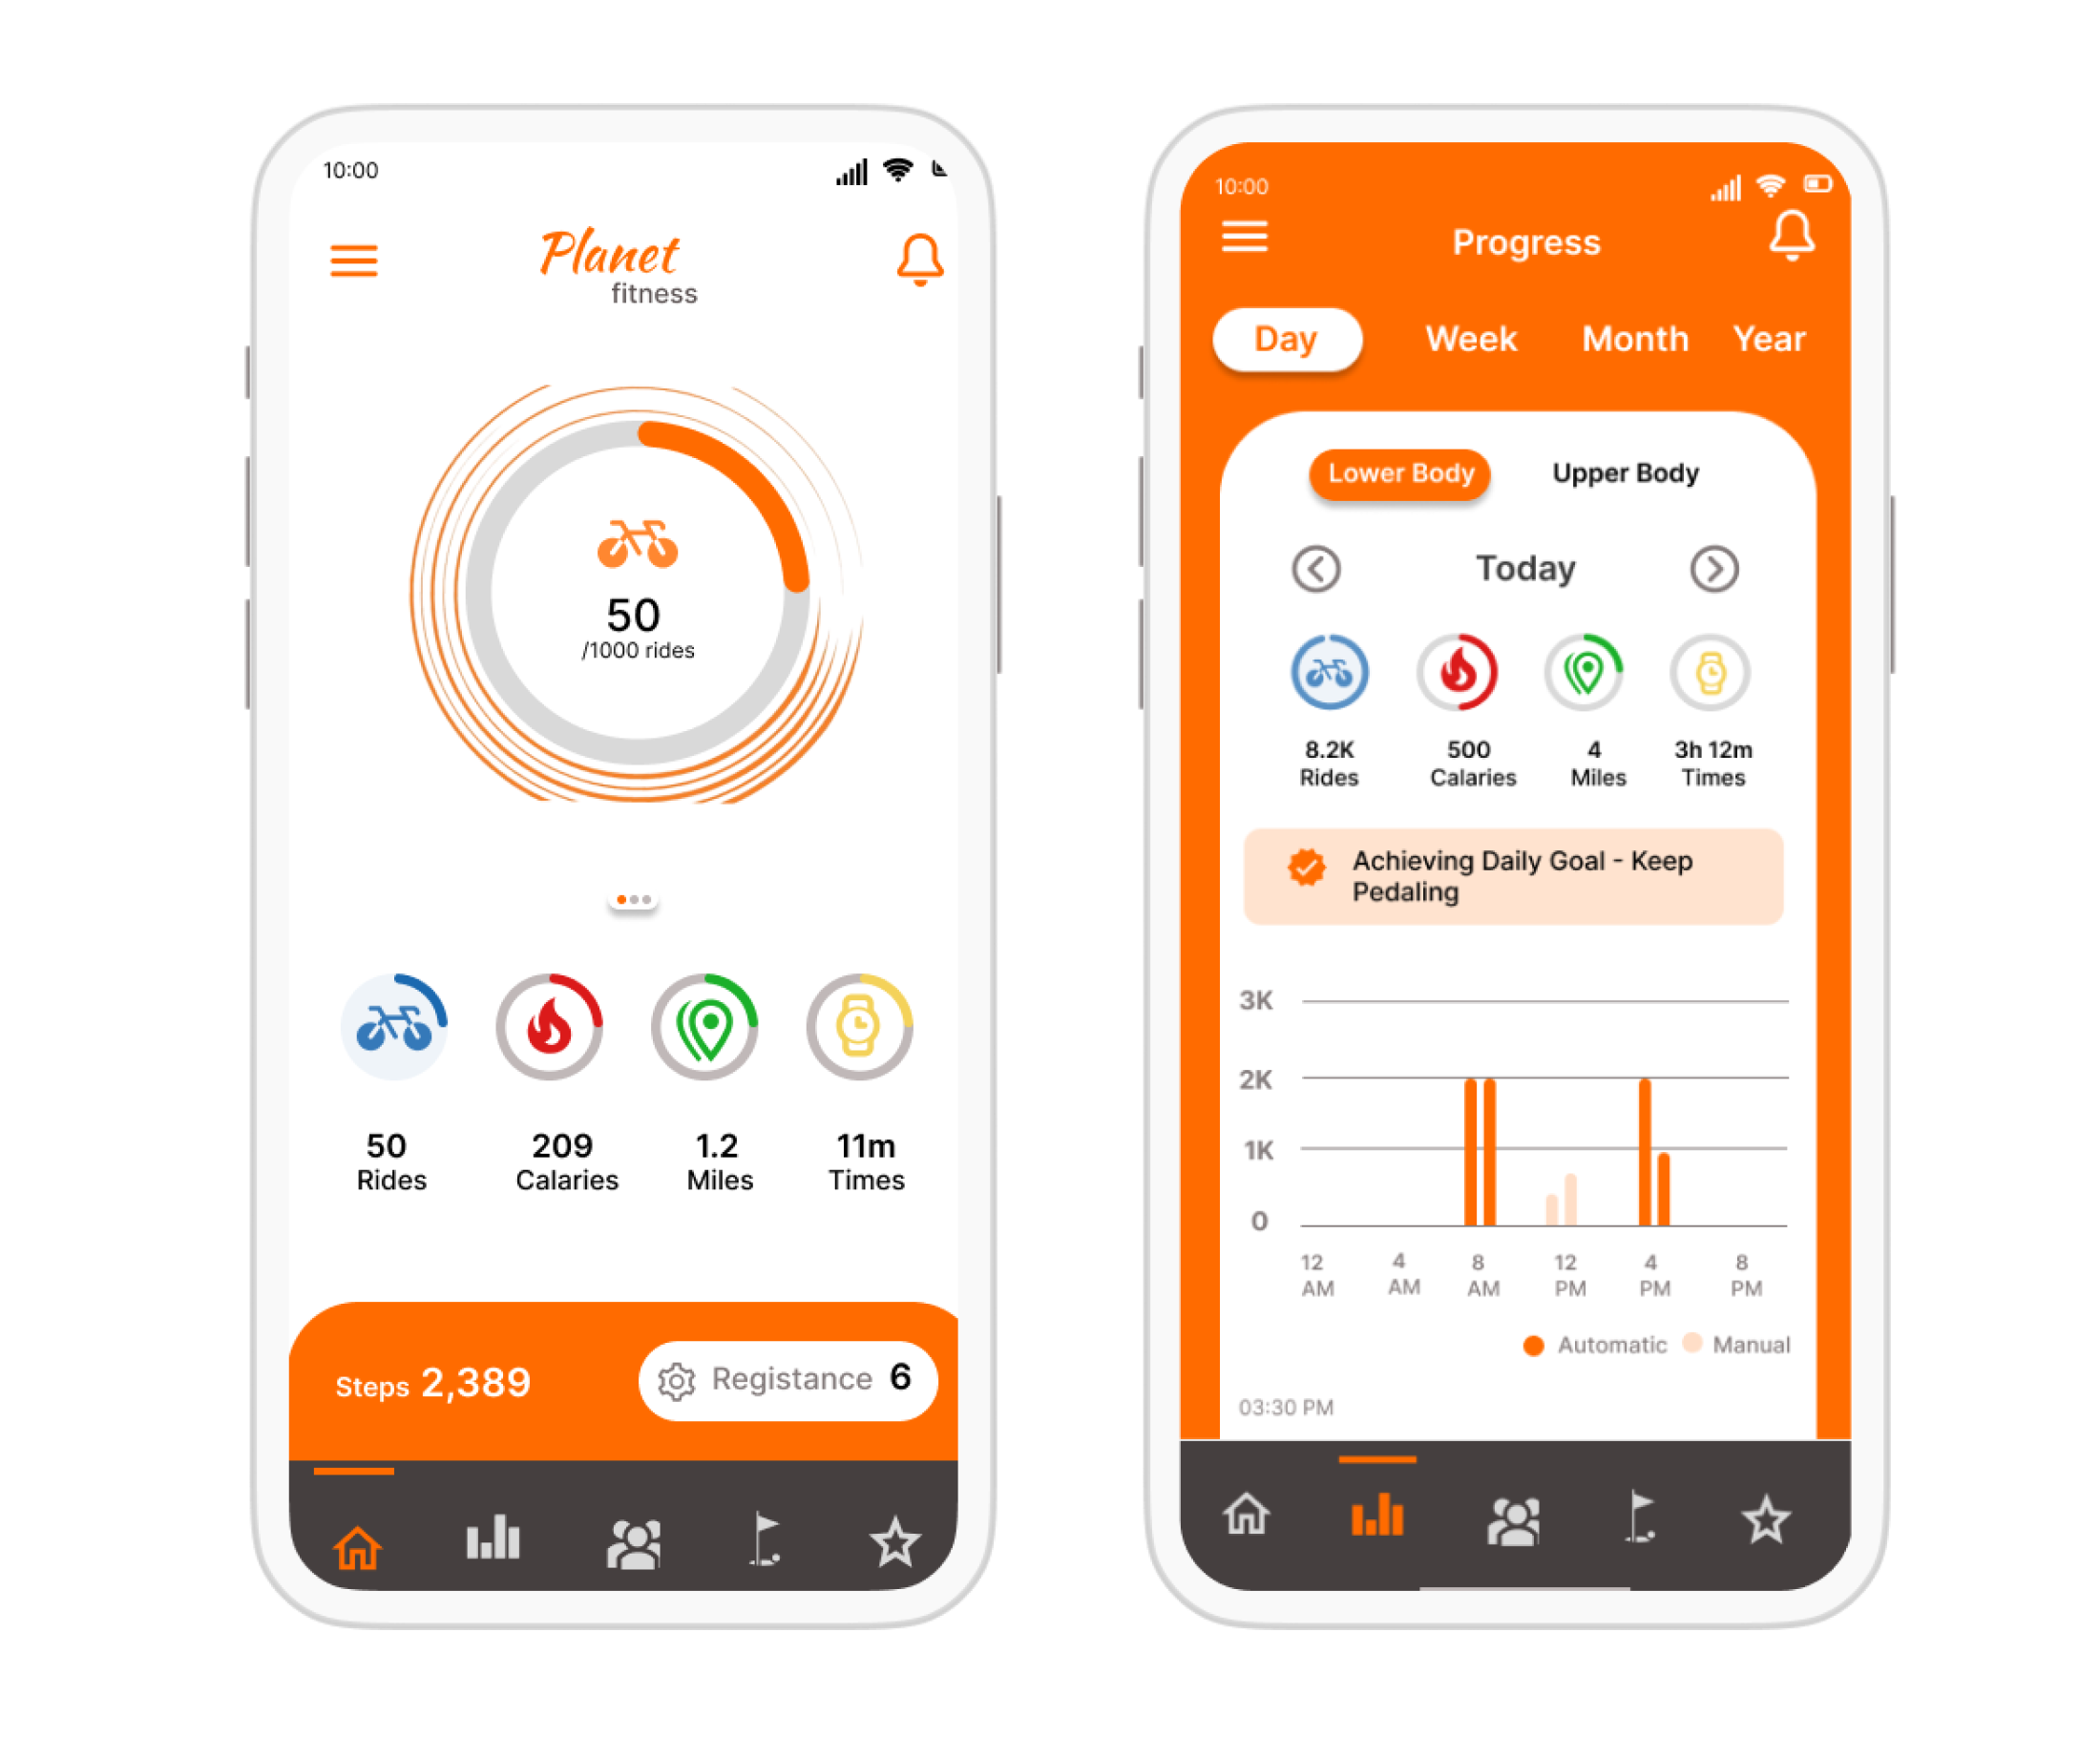 10:00
Planet
fitness
50
/1000 rides
50 209 1.2 11m
Rides Calaries Miles Times
Steps 2,389 Registance 6
10:00
Progress
Day Week Month Year
Lower Body Upper Body
Today
8.2K 500 4 3h 12m
Rides Calaries Miles Times
Achieving Daily Goal - Keep
Pedaling
3K
2K
1K
0
12 4 8 12 4 8
AM AM AM PM PM PM
Automatic Manual
03:30 PM